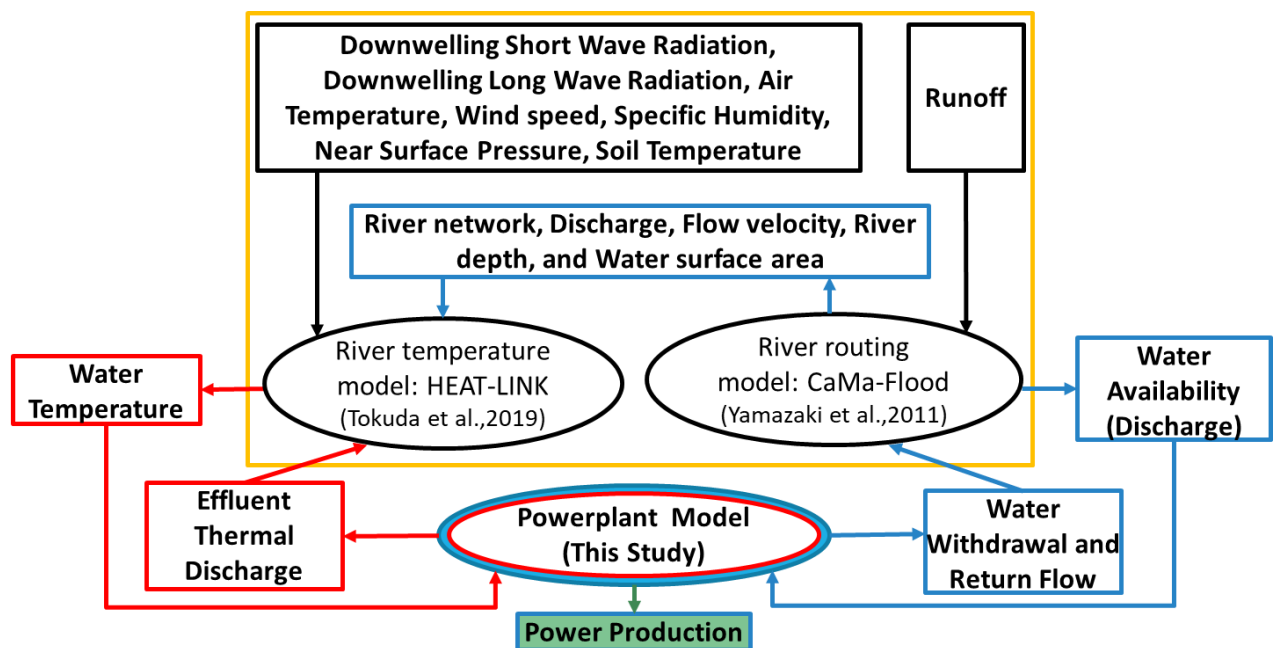 Downwelling Short Wave Radiation,
Downwelling Long Wave Radiation, Air
Temperature, Wind speed, Specific Humidity,
Near Surface Pressure, Soil Temperature
Runoff
River network, Discharge, Flow velocity, River
depth, and Water surface area
River temperature
model: HEAT-LINK
(Tokuda et al.,2019)
River routing
model: CaMa-Flood
(Yamazaki et al.,2011)
Water
Temperature
Water
Availability
(Discharge)
Effluent
Thermal
Discharge
Powerplant Model
(This Study)
Water
Withdrawal and
Return Flow
Power Production